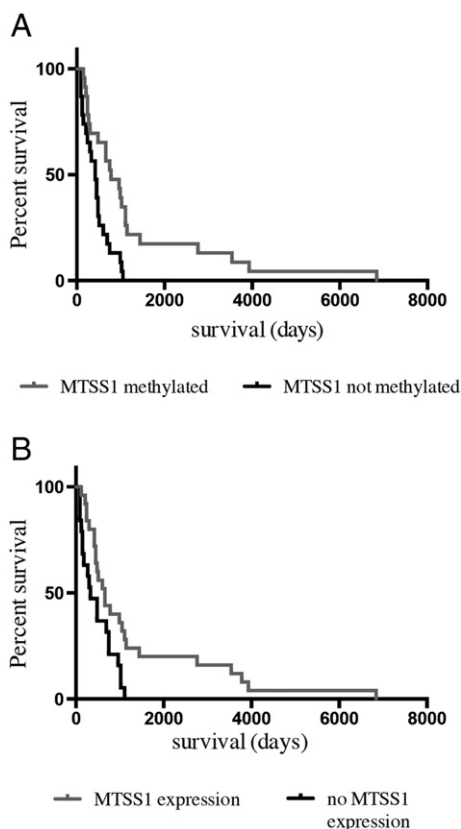 A
Percent survival
100
50
0
0 2000 4000 6000 8000
survival (days)
MTSS1 methylated MTSS1 not methylated
B
Percent survival
100
50
0
0 2000 4000 6000 8000
survival (days)
MTSS1 expression no MTSS1
expression